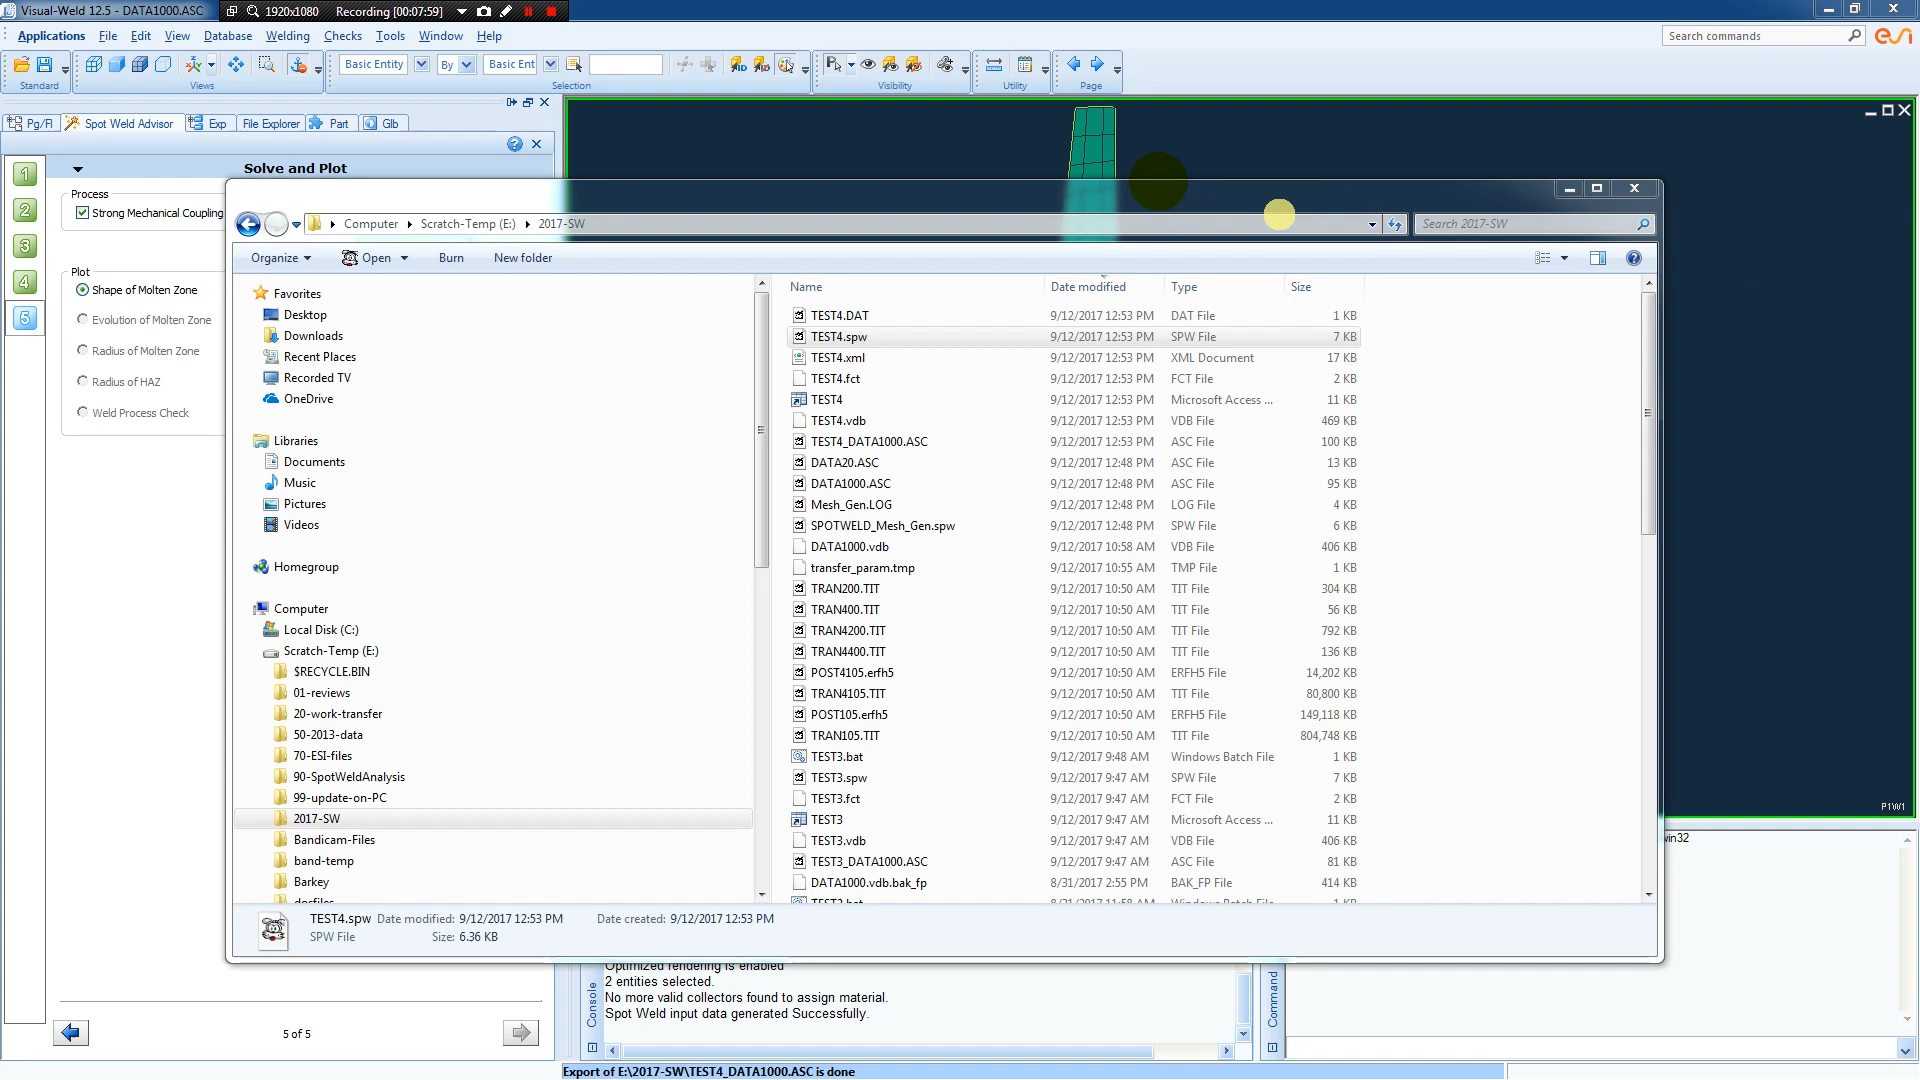 Visual-Weld 12.5 - DATA1000.ASC
1920x1080
Recording [00:07:59]
Applications File Edit View Database Welding Checks Tools Window Help
Search commands
esi
Basic Entity By Basic Ent
Standard Views Selection Visibility Utility Page
Pg/Fl Spot Weld Advisor Exp File Explorer Part Glb
Solve and Plot
1
2
3
4
5
Process
Strong Mechanical Coupling
Plot
Shape of Molten Zone
Evolution of Molten Zone
Radius of Molten Zone
Radius of HAZ
Weld Process Check
5 of 5
Computer Scratch-Temp (E:) 2017-SW
Search 2017-SW
Organize Open Burn New folder
Favorites
Desktop
Downloads
Recent Places
Recorded TV
OneDrive
Libraries
Documents
Music
Pictures
Videos
Homegroup
Computer
Local Disk (C:)
Scratch-Temp (E:)
$RECYCLE.BIN
01-reviews
20-work-transfer
50-2013-data
70-ESI-files
90-SpotWeldAnalysis
99-update-on-PC
2017-SW
Bandicam-Files
band-temp
Barkey
Name Date modified Type Size
TEST4.DAT 9/12/2017 12:53 PM DAT File 1 KB
TEST4.spw 9/12/2017 12:53 PM SPW File 7 KB
TEST4.xml 9/12/2017 12:53 PM XML Document 17 KB
TEST4.fct 9/12/2017 12:53 PM FCT File 2 KB
TEST4 9/12/2017 12:53 PM Microsoft Access ... 11 KB
TEST4.vdb 9/12/2017 12:53 PM VDB File 469 KB
TEST4_DATA1000.ASC 9/12/2017 12:53 PM ASC File 100 KB
DATA20.ASC 9/12/2017 12:48 PM ASC File 13 KB
DATA1000.ASC 9/12/2017 12:48 PM ASC File 95 KB
Mesh_Gen.LOG 9/12/2017 12:48 PM LOG File 4 KB
SPOTWELD_Mesh_Gen.spw 9/12/2017 12:48 PM SPW File 6 KB
DATA1000.vdb 9/12/2017 10:58 AM VDB File 406 KB
transfer_param.tmp 9/12/2017 10:55 AM TMP File 1 KB
TRAN200.TIT 9/12/2017 10:50 AM TIT File 304 KB
TRAN400.TIT 9/12/2017 10:50 AM TIT File 56 KB
TRAN4200.TIT 9/12/2017 10:50 AM TIT File 792 KB
TRAN4400.TIT 9/12/2017 10:50 AM TIT File 136 KB
POST4105.erfh5 9/12/2017 10:50 AM ERFH5 File 14,202 KB
TRAN4105.TIT 9/12/2017 10:50 AM TIT File 80,800 KB
POST105.erfh5 9/12/2017 10:50 AM ERFH5 File 149,118 KB
TRAN105.TIT 9/12/2017 10:50 AM TIT File 804,748 KB
TEST3.bat 9/12/2017 9:48 AM Windows Batch File 1 KB
TEST3.spw 9/12/2017 9:47 AM SPW File 7 KB
TEST3.fct 9/12/2017 9:47 AM FCT File 2 KB
TEST3 9/12/2017 9:47 AM Microsoft Access ... 11 KB
TEST3.vdb 9/12/2017 9:47 AM VDB File 406 KB
TEST3_DATA1000.ASC 9/12/2017 9:47 AM ASC File 81 KB
DATA1000.vdb.bak_fp 8/31/2017 2:55 PM BAK_FP File 414 KB
TEST4.spw Date modified: 9/12/2017 12:53 PM Date created: 9/12/2017 12:53 PM
SPW File Size: 6.36 KB
P1W1
win32
Console
Optimized rendering is enabled
2 entities selected.
No more valid collectors found to assign material.
Spot Weld input data generated Successfully.
Command
Export of E:\2017-SW\TEST4_DATA1000.ASC is done